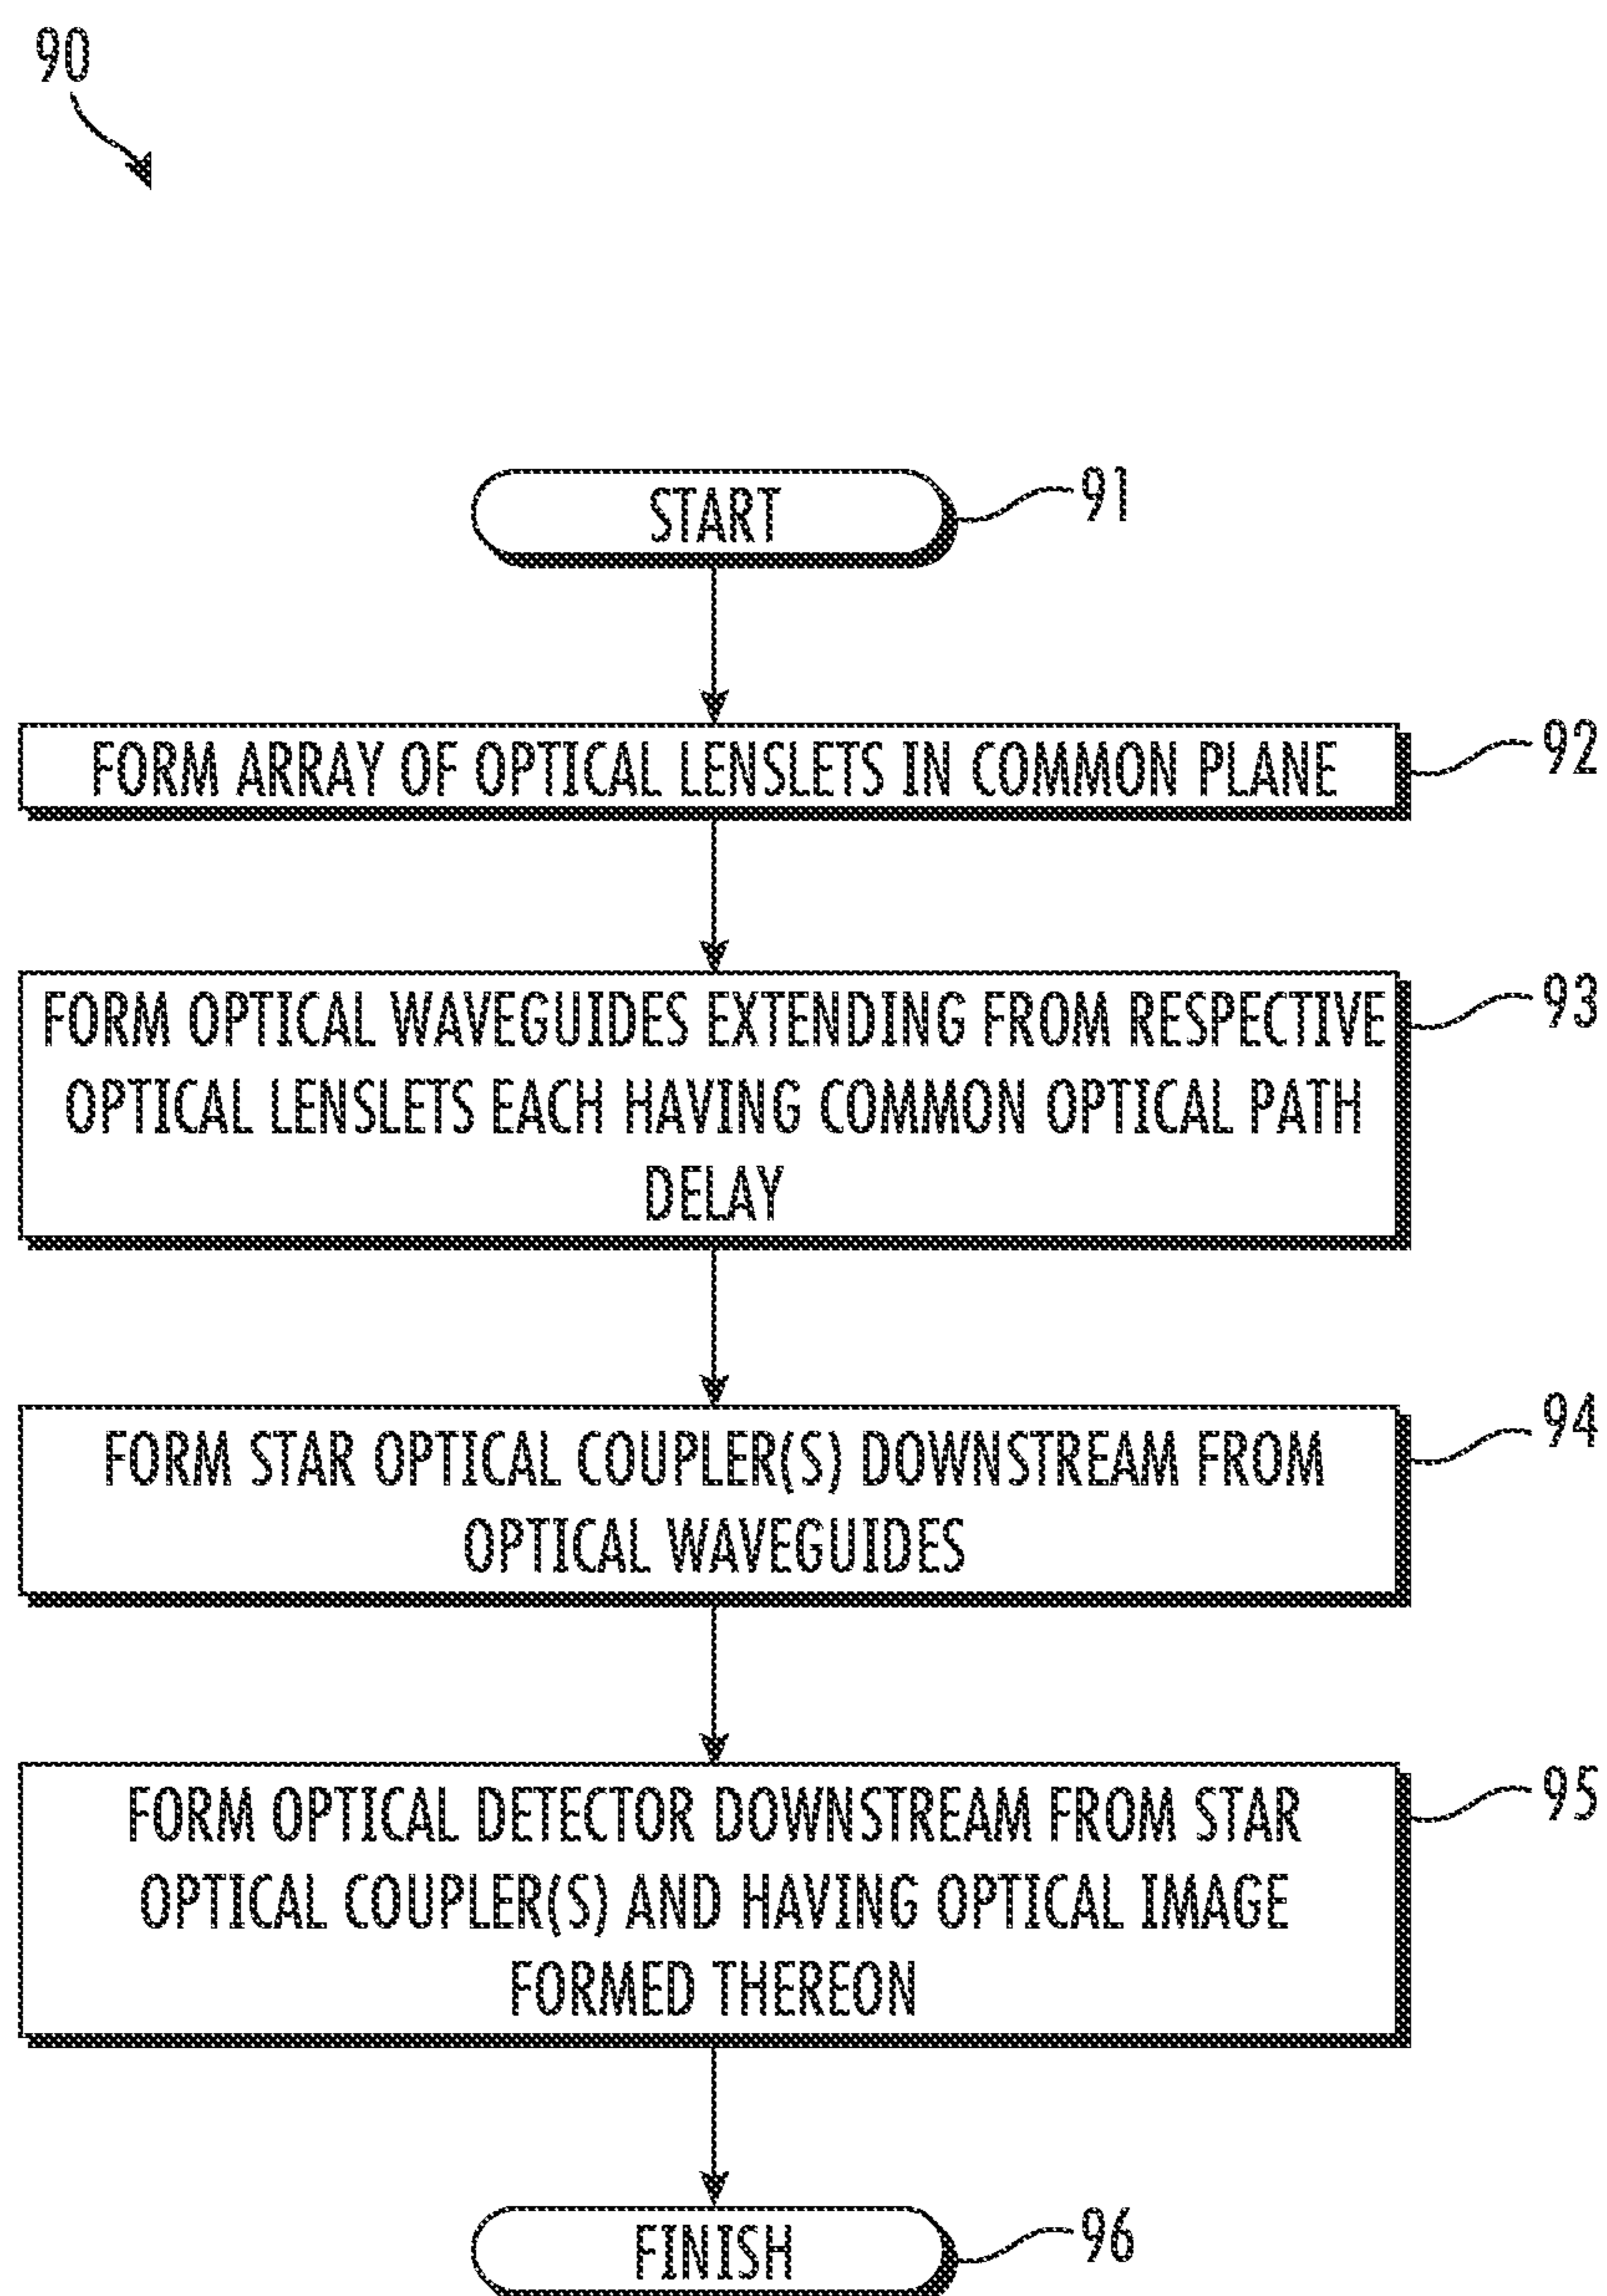 90
START
91
FORM ARRAY OF OPTICAL LENSLETS IN COMMON PLANE
92
FORM OPTICAL WAVEGUIDES EXTENDING FROM RESPECTIVE
OPTICAL LENSLETS EACH HAVING COMMON OPTICAL PATH
DELAY
93
FORM STAR OPTICAL COUPLER(S) DOWNSTREAM FROM
OPTICAL WAVEGUIDES
94
FORM OPTICAL DETECTOR DOWNSTREAM FROM STAR
OPTICAL COUPLER(S) AND HAVING OPTICAL IMAGE
FORMED THEREON
95
FINISH
96